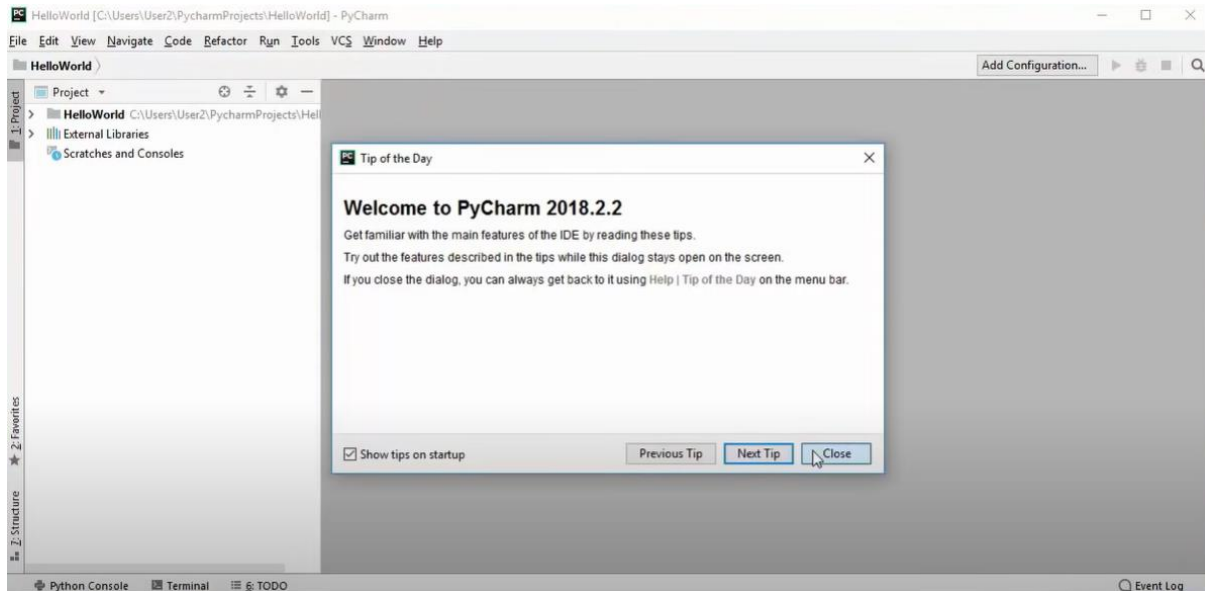 PC HelloWorld [C:\Users\User2\PycharmProjects\HelloWorld] - PyCharm
File Edit View Navigate Code Refactor Run Tools VCS Window Help
HelloWorld
Add Configuration...
1: Project
Project
HelloWorld C:\Users\User2\PycharmProjects\Hell
External Libraries
Scratches and Consoles
PC Tip of the Day
Welcome to PyCharm 2018.2.2
Get familiar with the main features of the IDE by reading these tips.
Try out the features described in the tips while this dialog stays open on the screen.
If you close the dialog, you can always get back to it using Help | Tip of the Day on the menu bar.
Show tips on startup
Previous Tip Next Tip Close
2: Favorites
7: Structure
Python Console Terminal 6: TODO Event Log